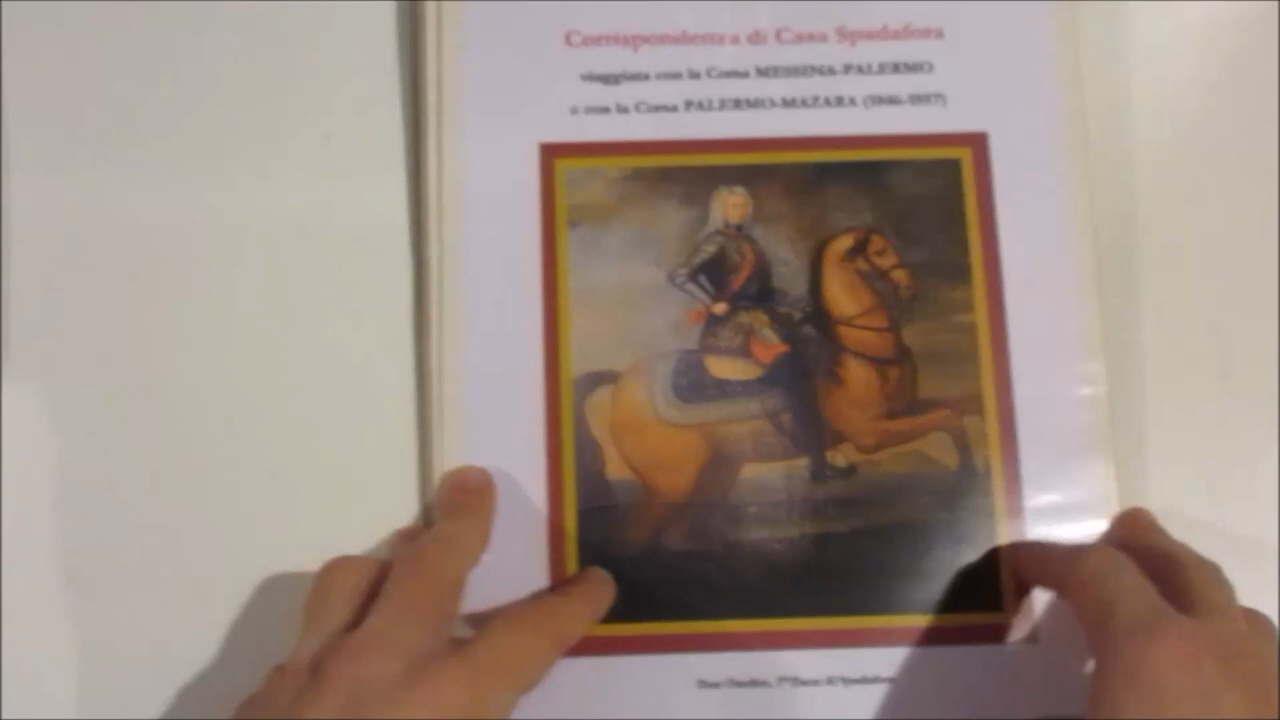 Corrispondenza di Casa Spadafora
viaggiata con la Corsa MESSINA-PALERMO
e con la Corsa PALERMO-MAZARA